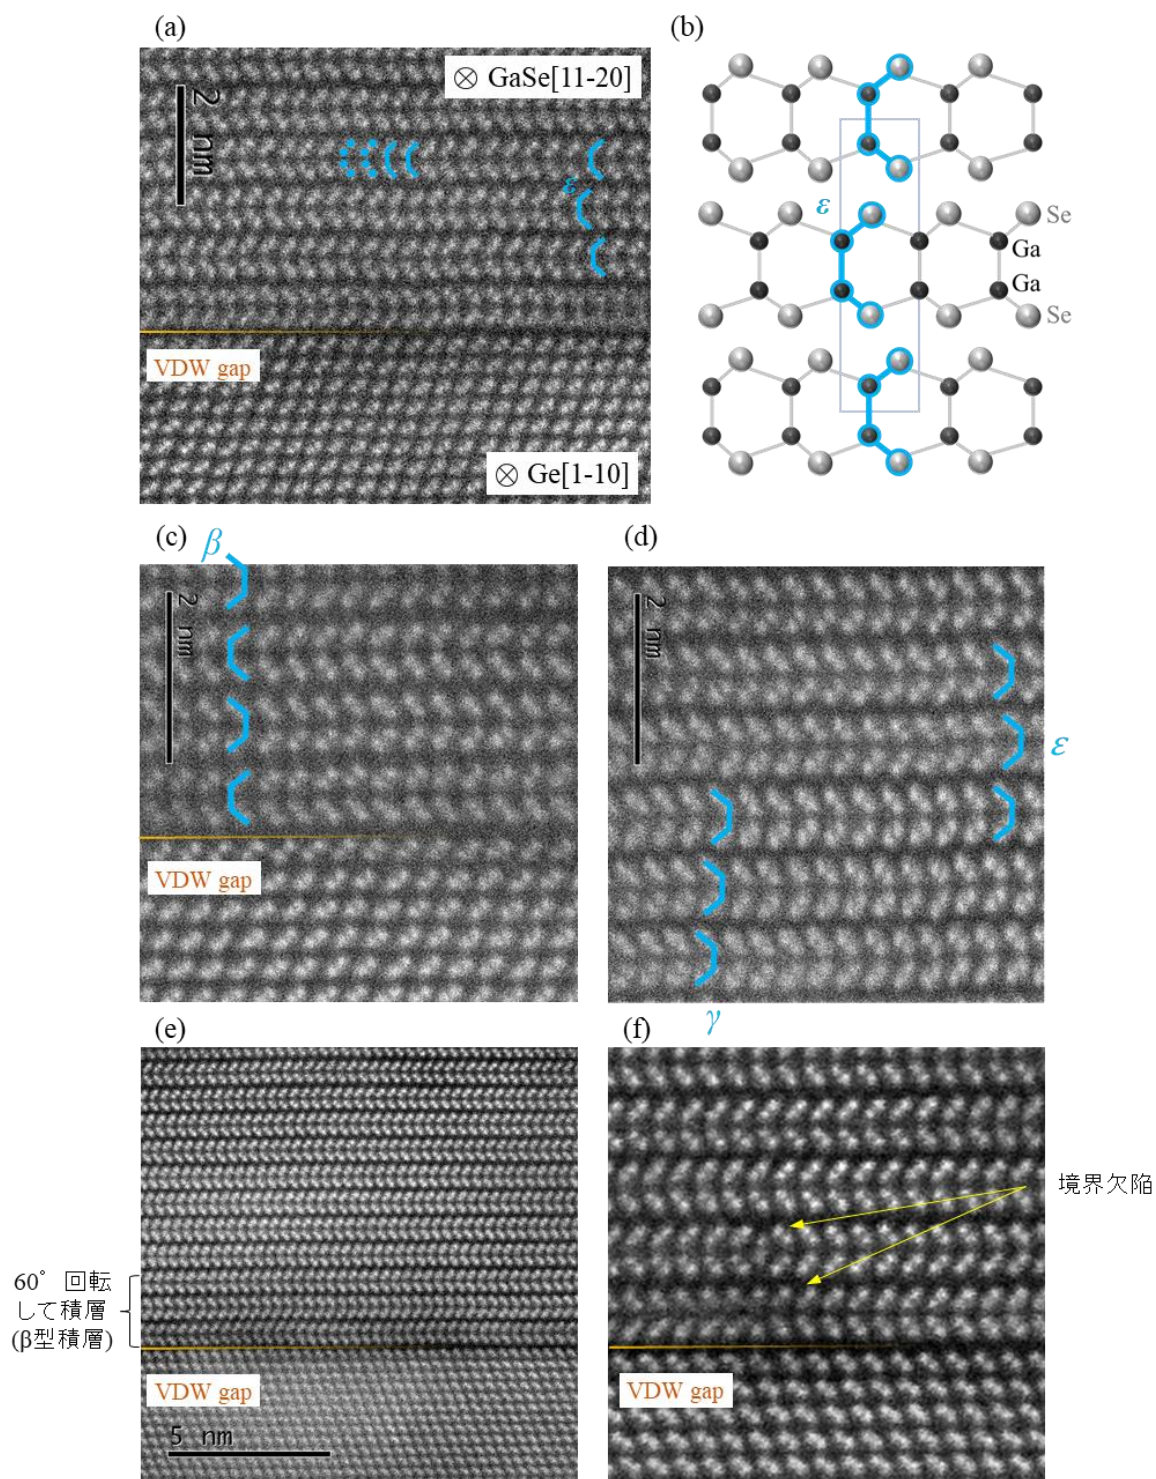 (a)
⊗ GaSe[11-20]
2 nm
ε
VDW gap
⊗ Ge[1-10]
(b)
ε
Se
Ga
Ga
Se
(c)
β
2 nm
VDW gap
(d)
2 nm
ε
γ
(e)
60° 回転
して積層
(β型積層)
VDW gap
5 nm
(f)
境界欠陥
VDW gap